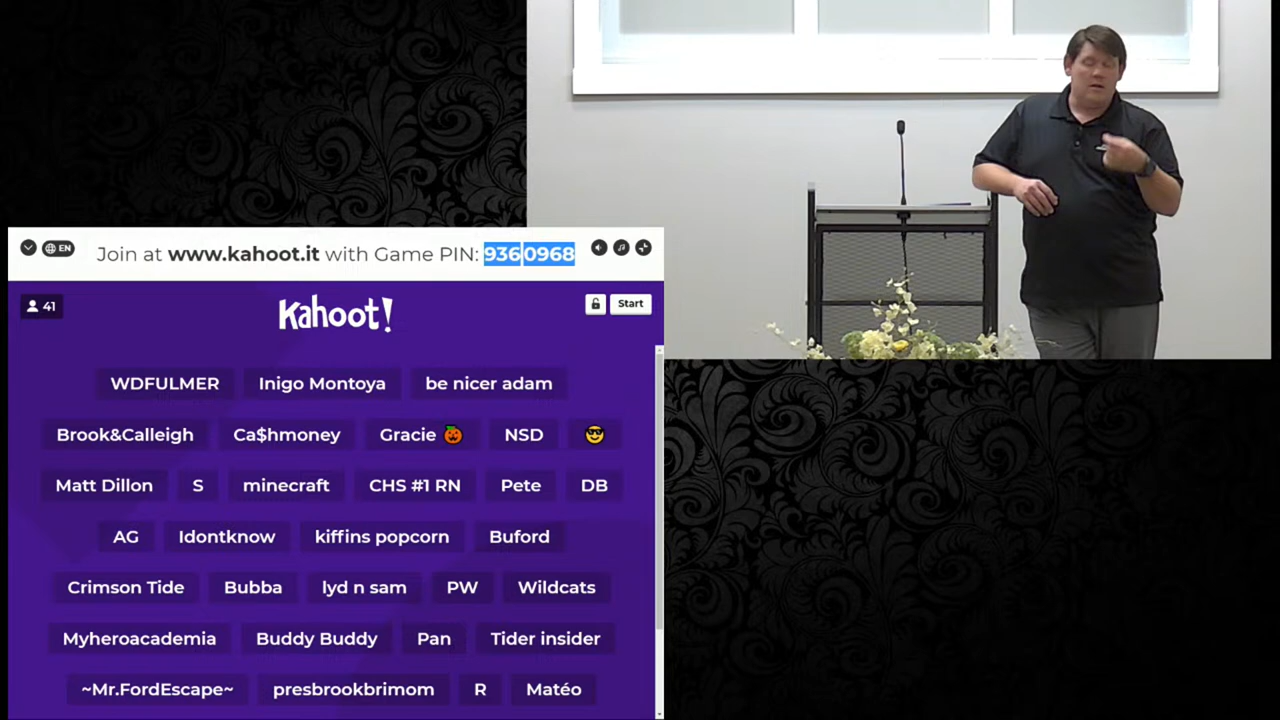 EN
Join at www.kahoot.it with Game PIN: 936 0968
41
Kahoot!
Start
WDFULMER Inigo Montoya be nicer adam
Brook&Calleigh Ca$hmoney Gracie 🎃 NSD 😎
Matt Dillon S minecraft CHS #1 RN Pete DB
AG Idontknow kiffins popcorn Buford
Crimson Tide Bubba lyd n sam PW Wildcats
Myheroacademia Buddy Buddy Pan Tider insider
~Mr.FordEscape~ presbrookbrimom R Matéo